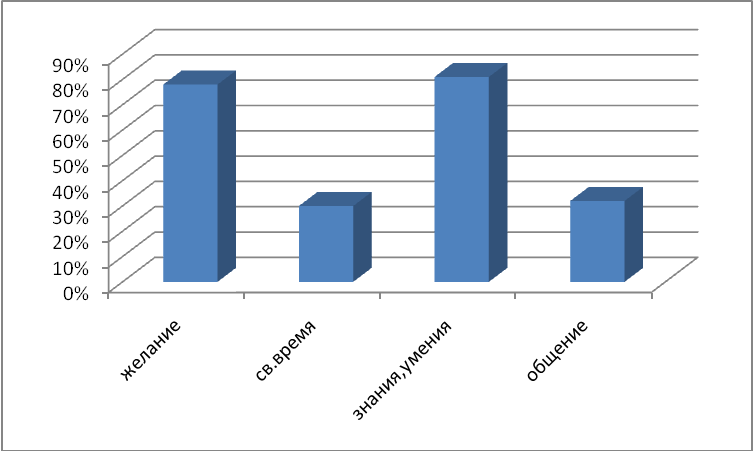 90%
80%
70%
60%
50%
40%
30%
20%
10%
0%
желание
св.время
знания,умения
общение